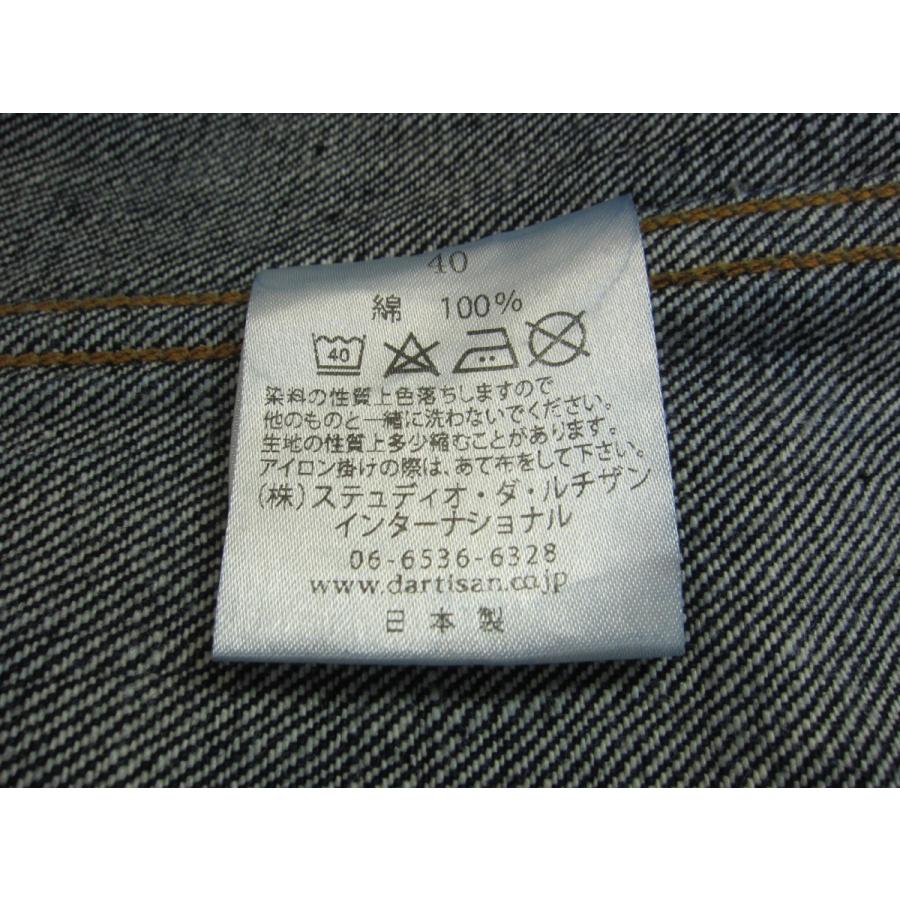 40
綿 100%
40
染料の性質上色落ちしますので
他のものと一緒に洗わないでください。
生地の性質上多少縮むことがあります。
アイロン掛けの際は、あて布をして下さい。
(株)ステュディオ・ダ・ルチザン
インターナショナル
06-6536-6328
www.dartisan.co.jp
日本製